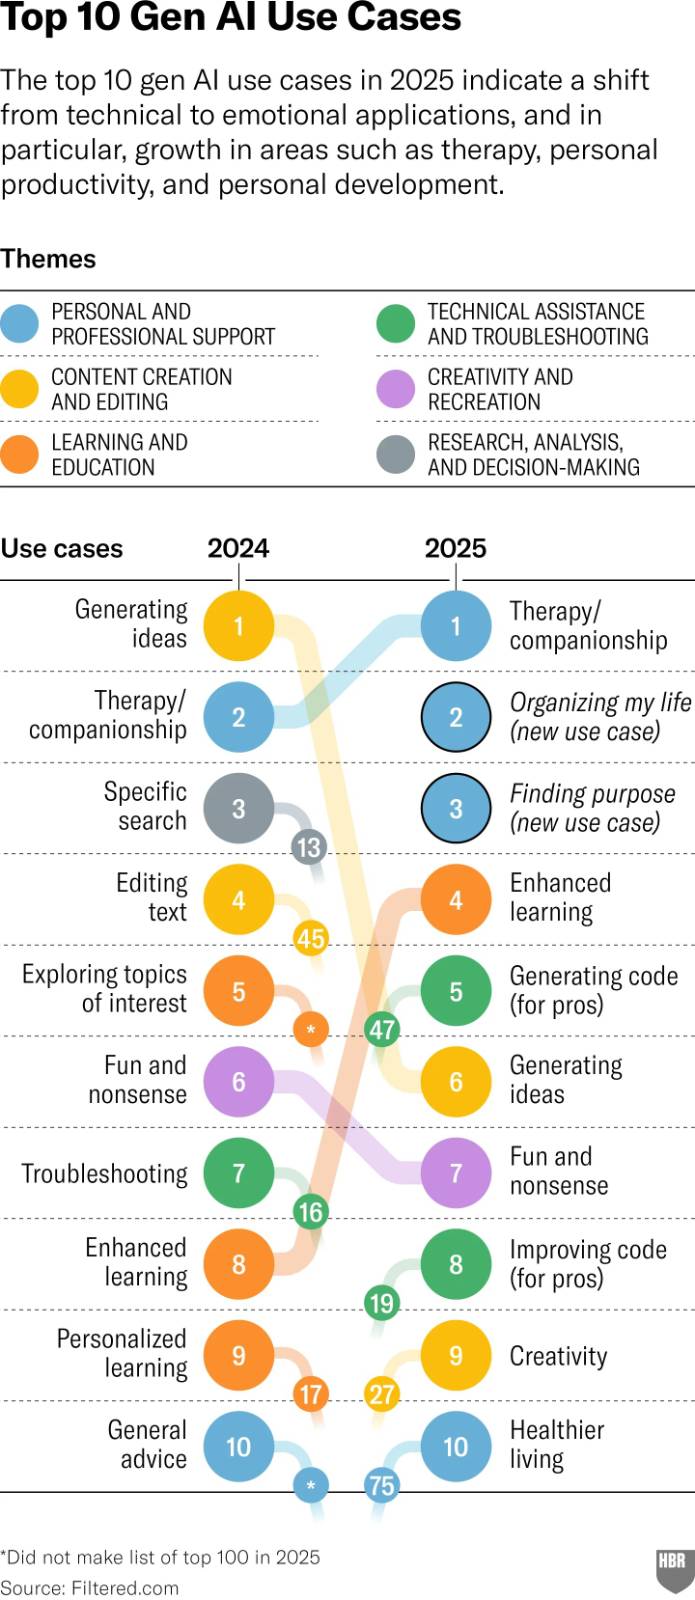 Top 10 Gen AI Use Cases
The top 10 gen AI use cases in 2025 indicate a shift
from technical to emotional applications, and in
particular, growth in areas such as therapy, personal
productivity, and personal development.
Themes
PERSONAL AND
PROFESSIONAL SUPPORT
TECHNICAL ASSISTANCE
AND TROUBLESHOOTING
CONTENT CREATION
AND EDITING
CREATIVITY AND
RECREATION
LEARNING AND
EDUCATION
RESEARCH, ANALYSIS,
AND DECISION-MAKING
Use cases 2024 2025
Generating
ideas
1
1
Therapy/
companionship
Therapy/
companionship
2
2
Organizing my life
(new use case)
Specific
search
3
13
3
Finding purpose
(new use case)
Editing
text
4
45
4
Enhanced
learning
Exploring topics
of interest
5
*
47
5
Generating code
(for pros)
Fun and
nonsense
6
6
Generating
ideas
Troubleshooting
7
16
7
Fun and
nonsense
Enhanced
learning
8
19
8
Improving code
(for pros)
Personalized
learning
9
17
27
9
Creativity
General
advice
10
*
75
10
Healthier
living
*Did not make list of top 100 in 2025
Source: Filtered.com
HBR